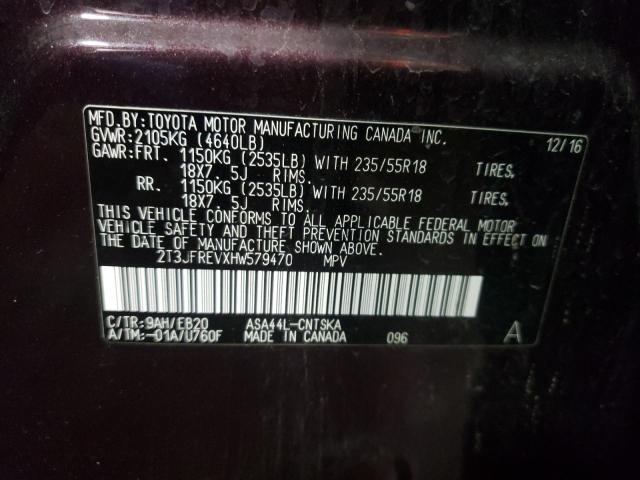 MFD.BY:TOYOTA MOTOR MANUFACTURING CANADA INC. 12/16
GVWR:2105KG (4640LB)
GAWR:FRT. 1150KG (2535LB) WITH 235/55R18 TIRES,
18X7. 5J RIMS.
RR. 1150KG (2535LB) WITH 235/55R18 TIRES,
18X7. 5J RIMS.
THIS VEHICLE CONFORMS TO ALL APPLICABLE FEDERAL MOTOR
VEHICLE SAFETY AND THEFT PREVENTION STANDARDS IN EFFECT ON
THE DATE OF MANUFACTURE SHOWN ABOVE.
2T3JFREVXHW579470 MPV
C/TR:9AH/EB20 ASA44L-CNTSKA
A/TM:-01A/U760F MADE IN CANADA 096 A